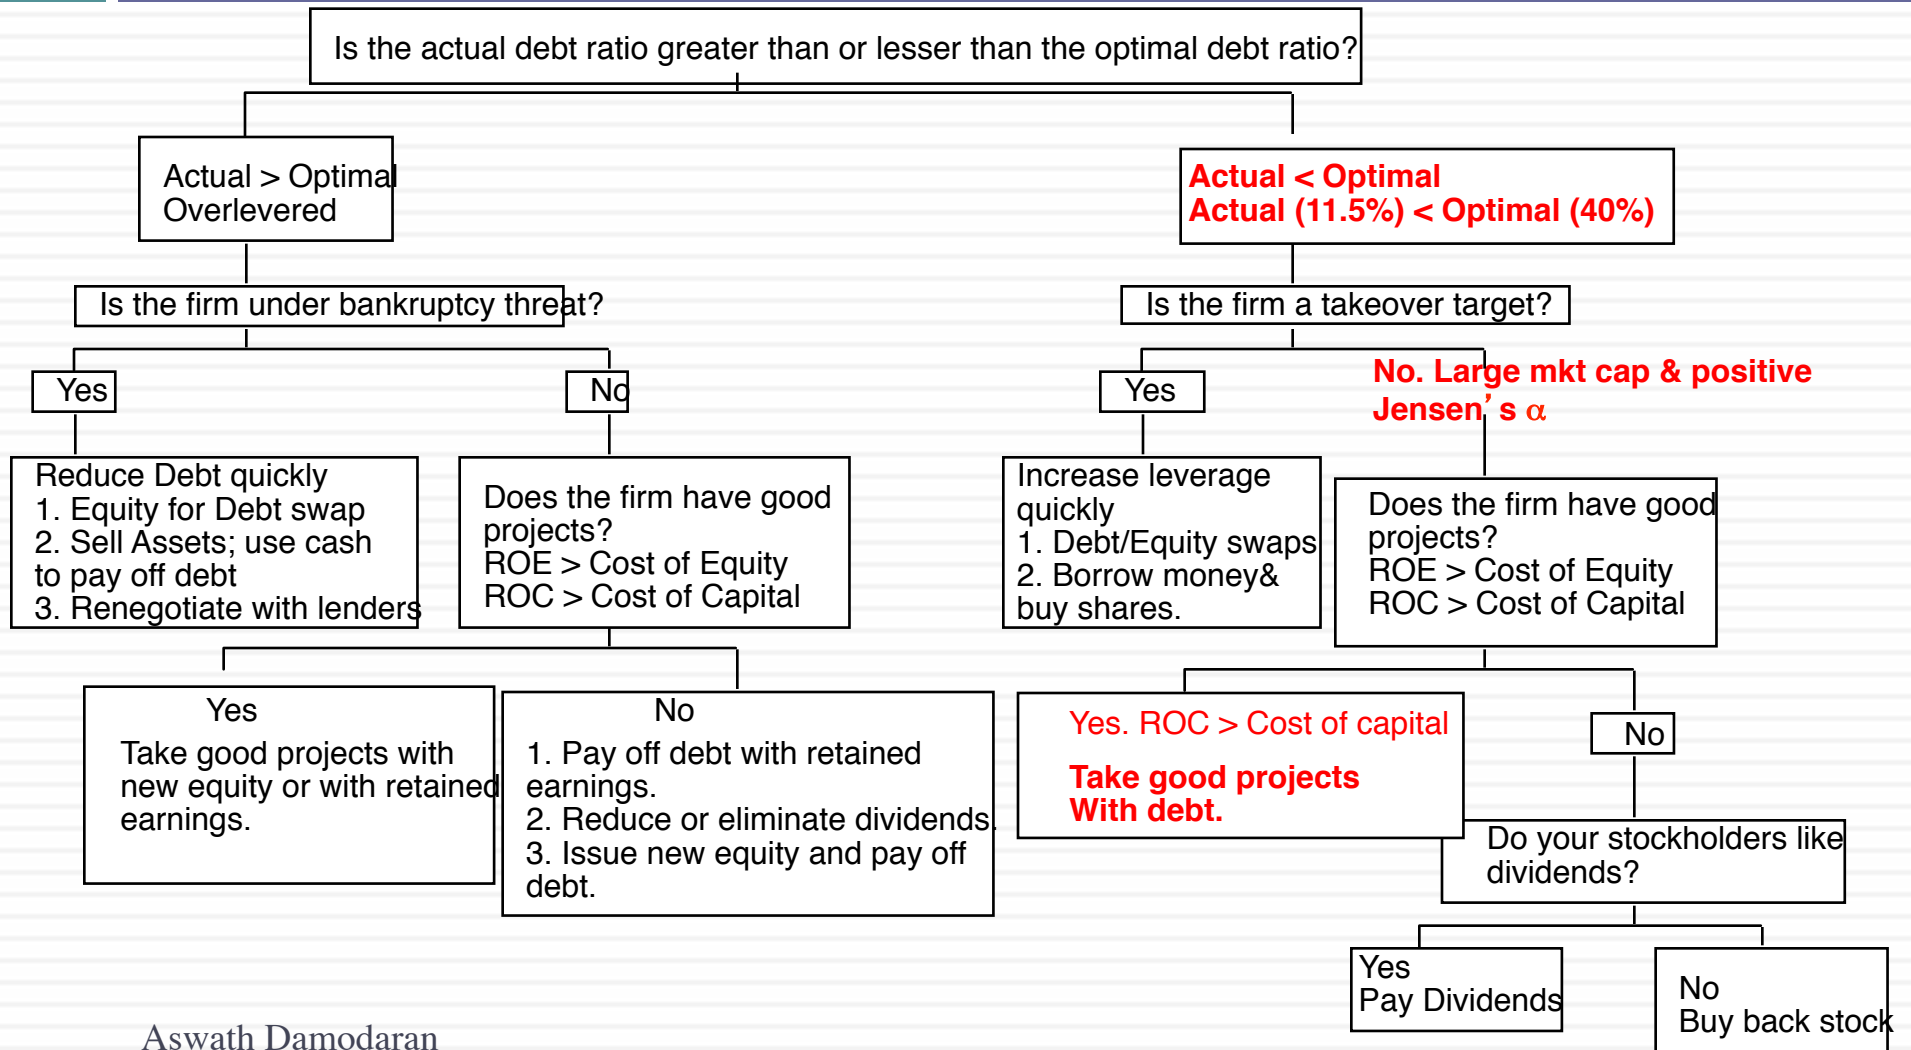 Is the actual debt ratio greater than or lesser than the optimal debt ratio?
Actual > Optimal
Overlevered
Actual < Optimal
Actual (11.5%) < Optimal (40%)
Is the firm under bankruptcy threat?
Is the firm a takeover target?
Yes
No
Yes
No. Large mkt cap & positive
Jensen’s α
Reduce Debt quickly
1. Equity for Debt swap
2. Sell Assets; use cash
to pay off debt
3. Renegotiate with lenders
Does the firm have good
projects?
ROE > Cost of Equity
ROC > Cost of Capital
Increase leverage
quickly
1. Debt/Equity swaps
2. Borrow money&
buy shares.
Does the firm have good
projects?
ROE > Cost of Equity
ROC > Cost of Capital
Yes
Take good projects with
new equity or with retained
earnings.
No
1. Pay off debt with retained
earnings.
2. Reduce or eliminate dividends.
3. Issue new equity and pay off
debt.
Yes. ROC > Cost of capital
Take good projects
With debt.
No
Do your stockholders like
dividends?
Yes
Pay Dividends
No
Buy back stock
Aswath Damodaran